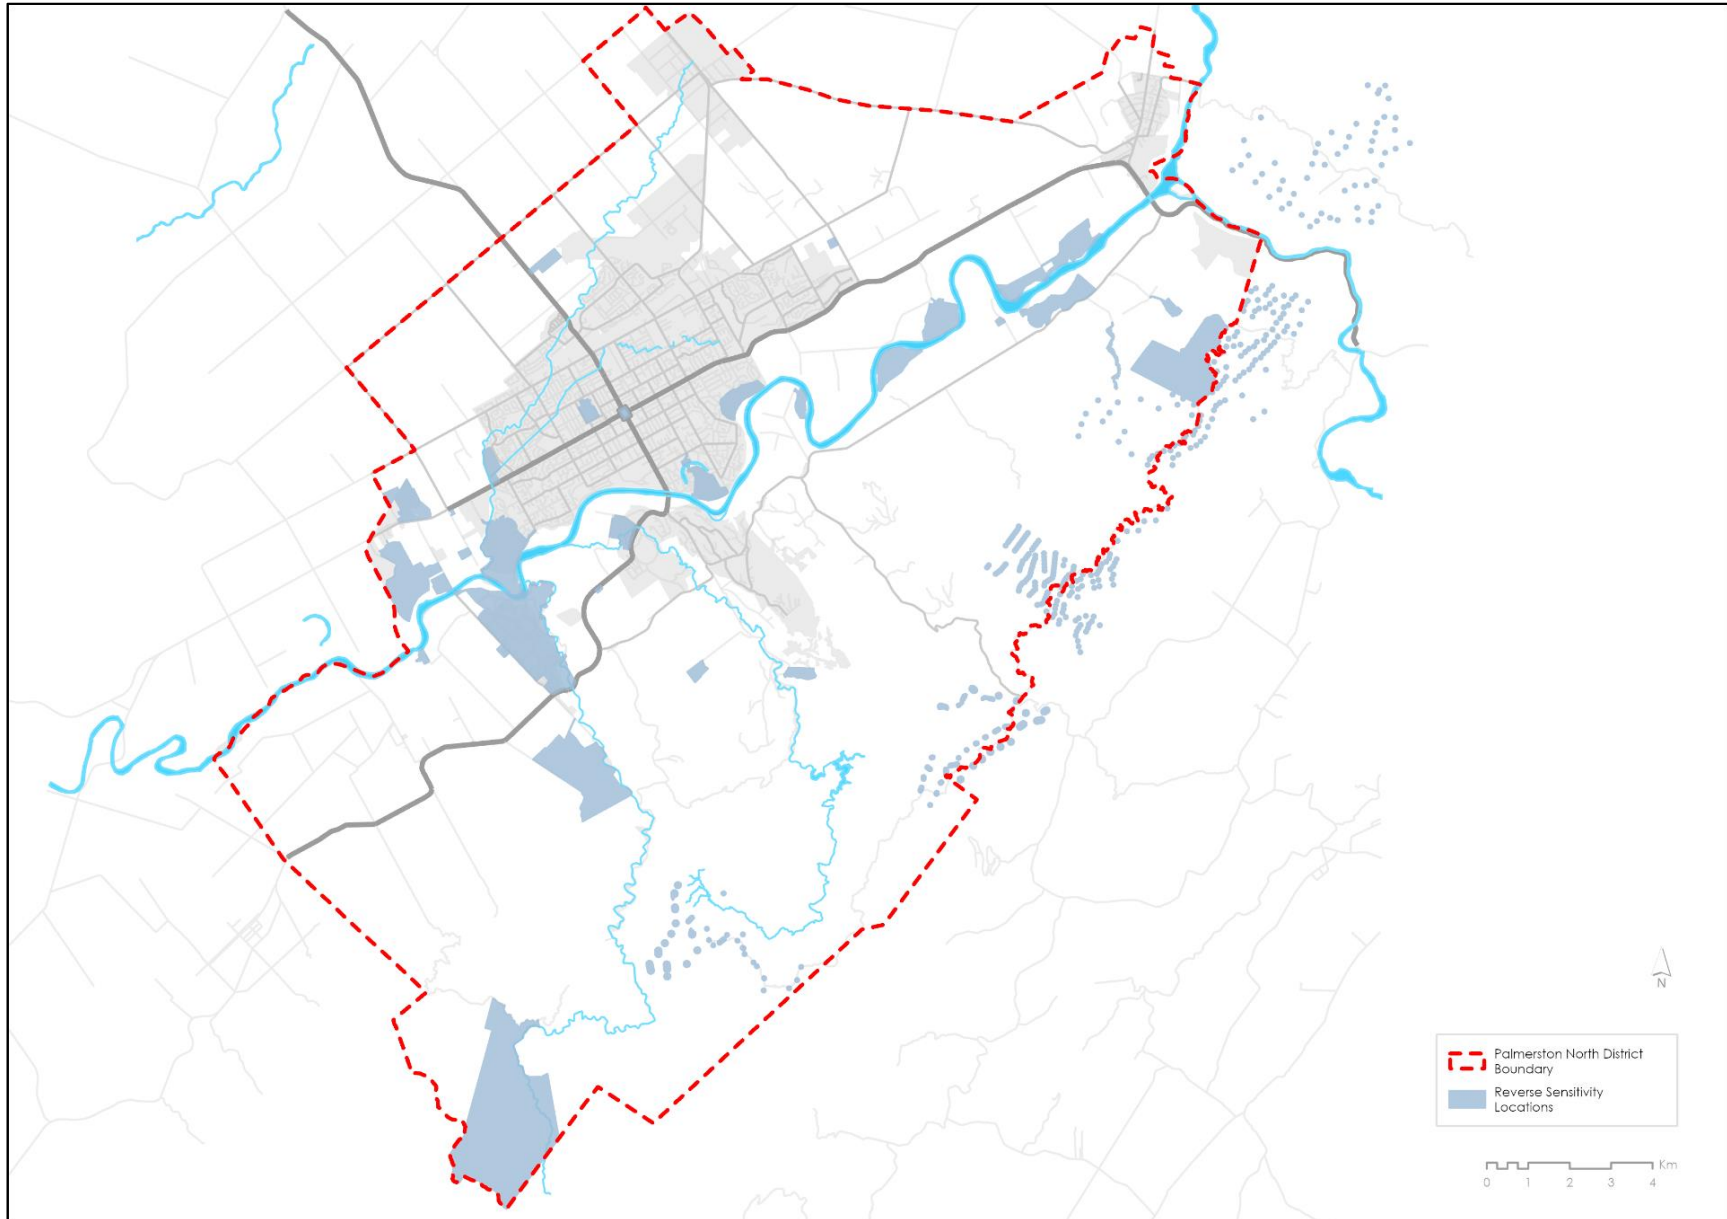 N
Palmerston North District
Boundary
Reverse Sensitivity
Locations
Km
0 1 2 3 4